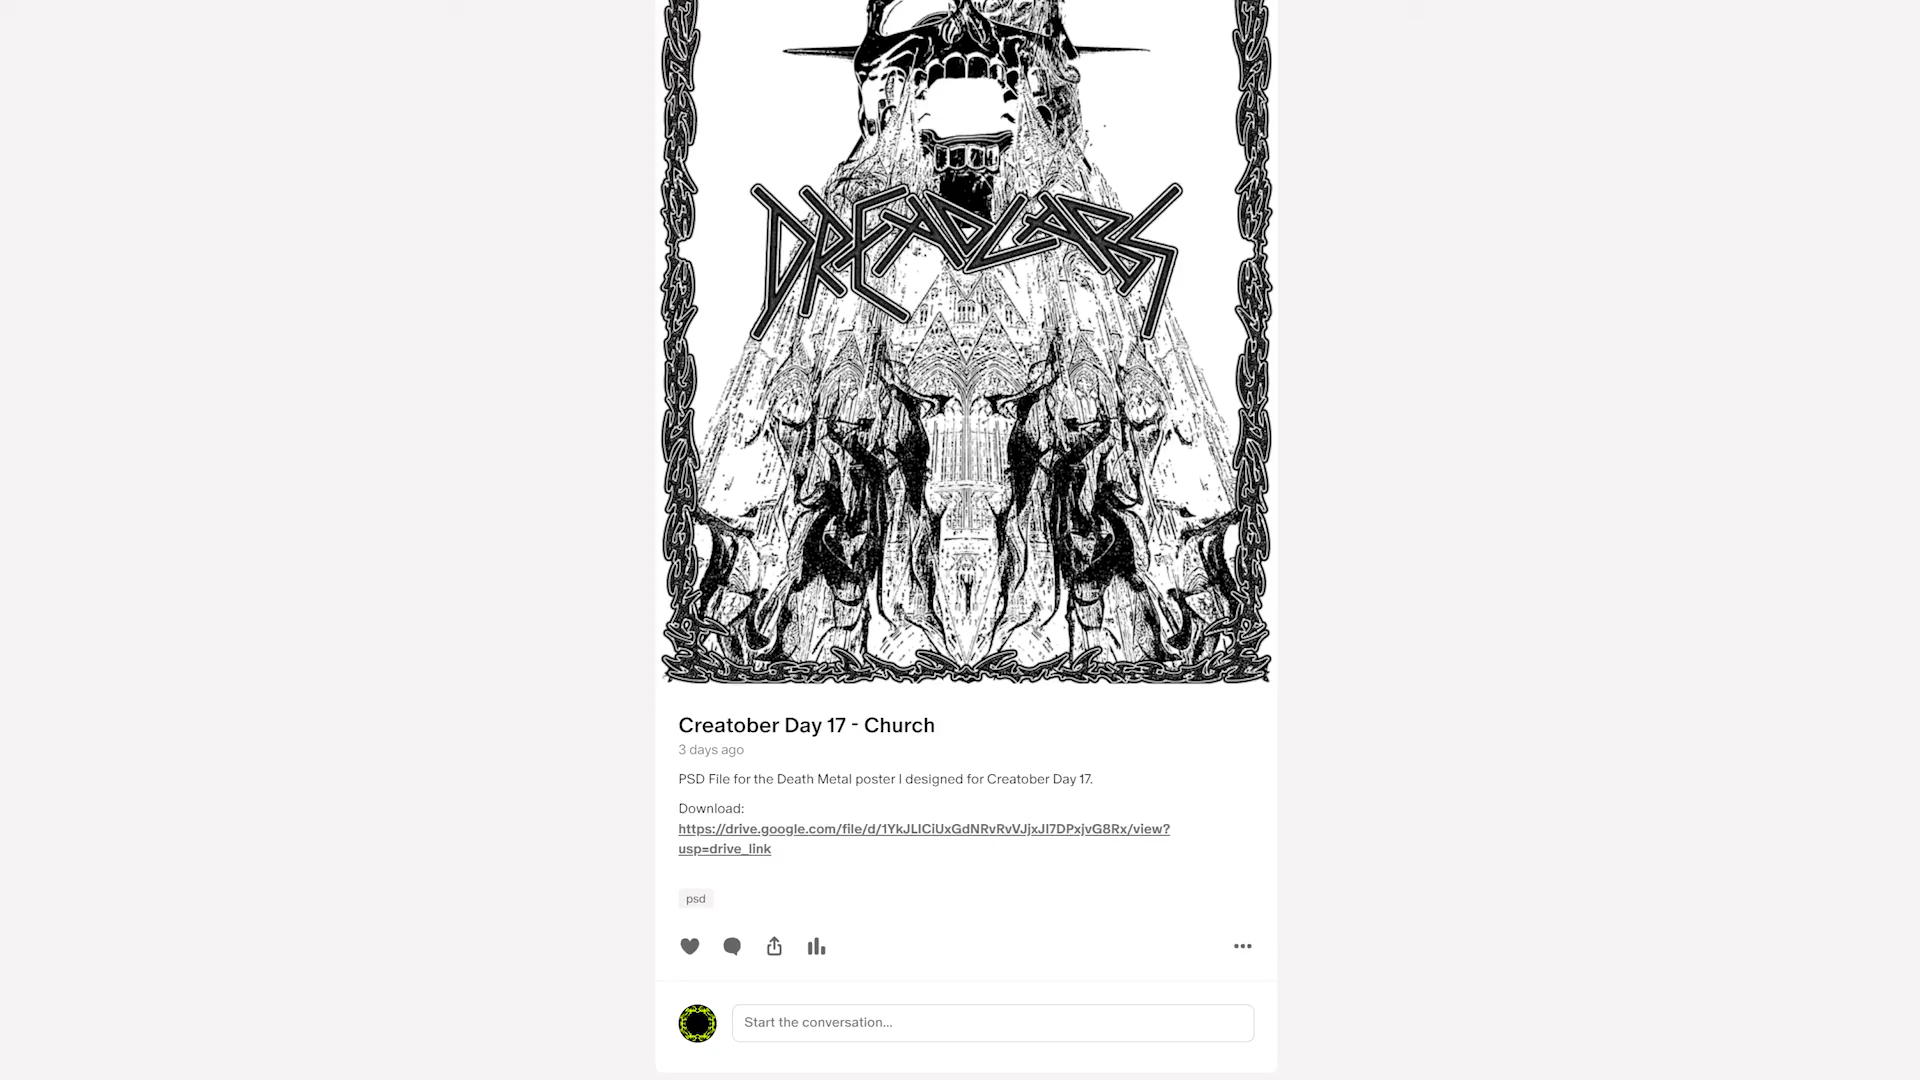 DREADLABS
Creatober Day 17 - Church
3 days ago
PSD File for the Death Metal poster I designed for Creatober Day 17.
Download:
https://drive.google.com/file/d/1YkJLICiUxGdNRvRvVJjxJI7DPxjvG8Rx/view?
usp=drive_link
psd
Start the conversation...